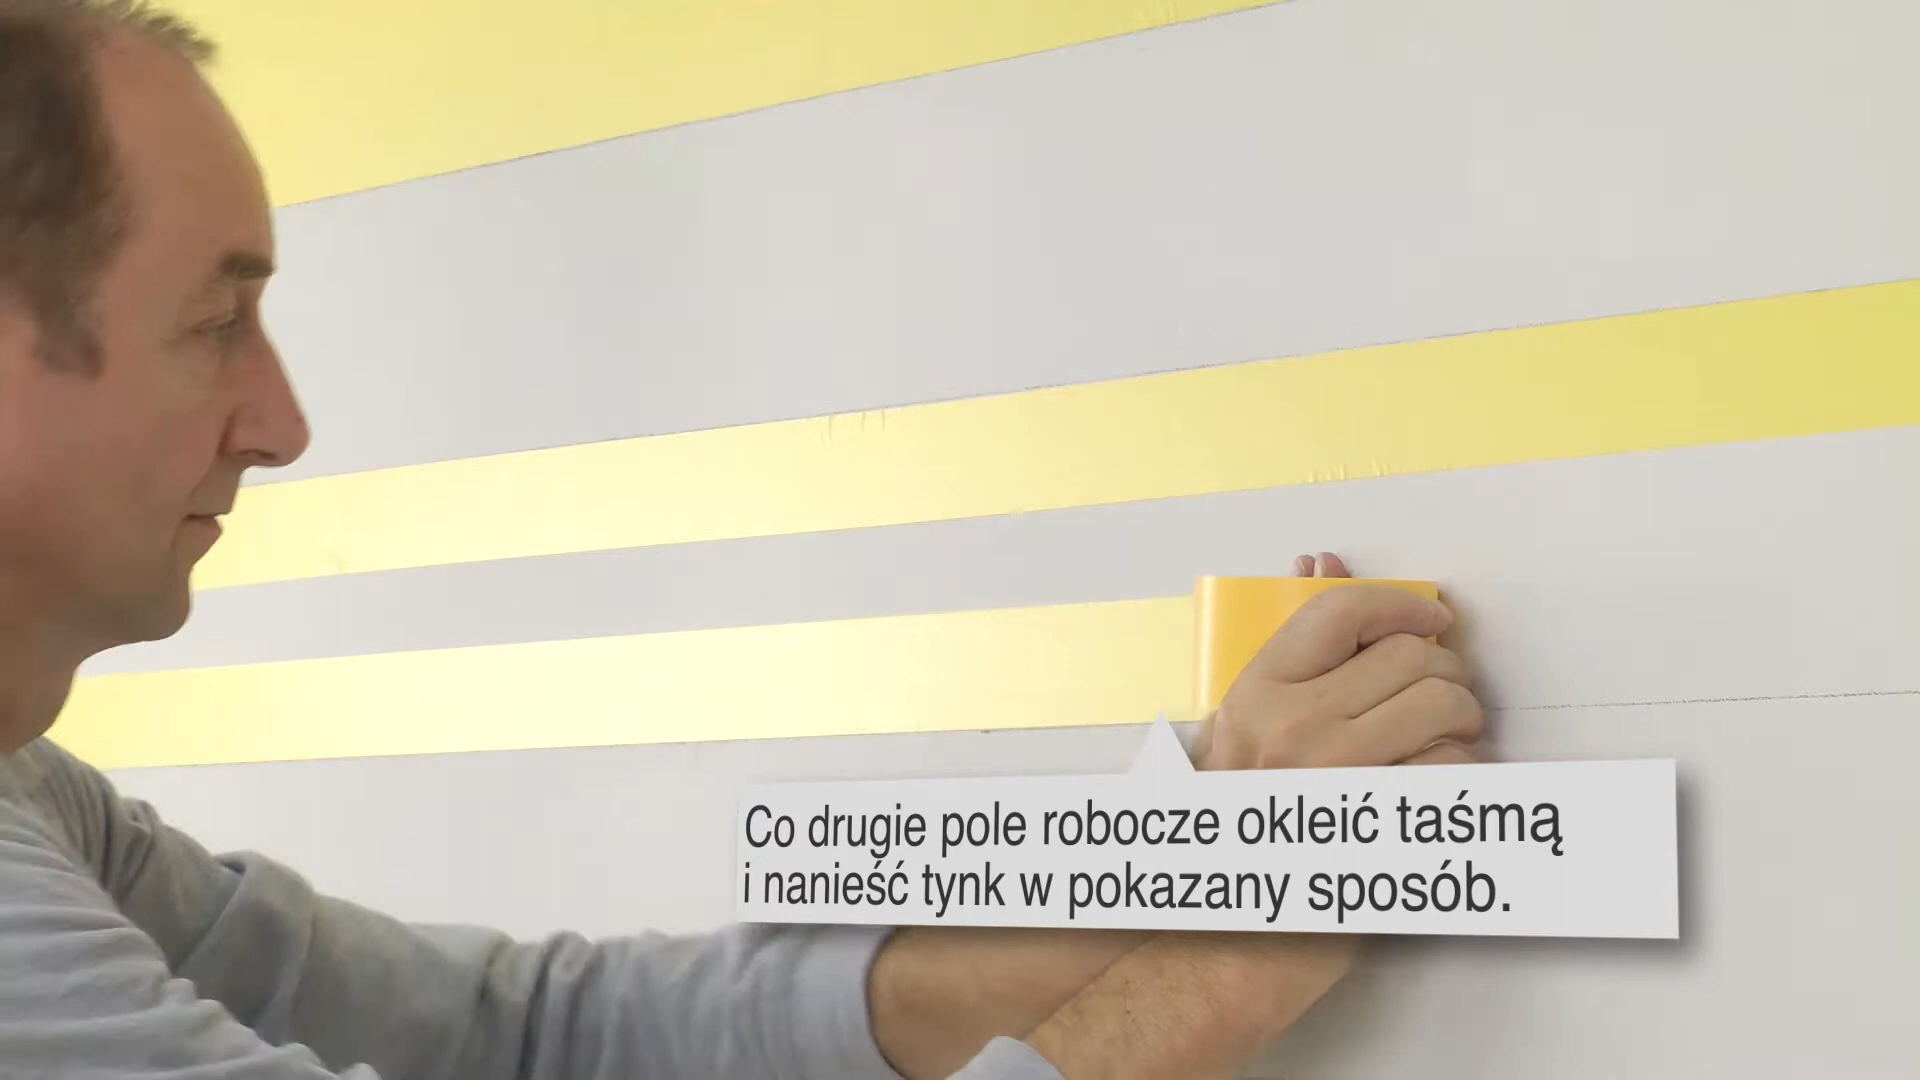 Co drugie pole robocze okleić taśmą
i nanieść tynk w pokazany sposób.